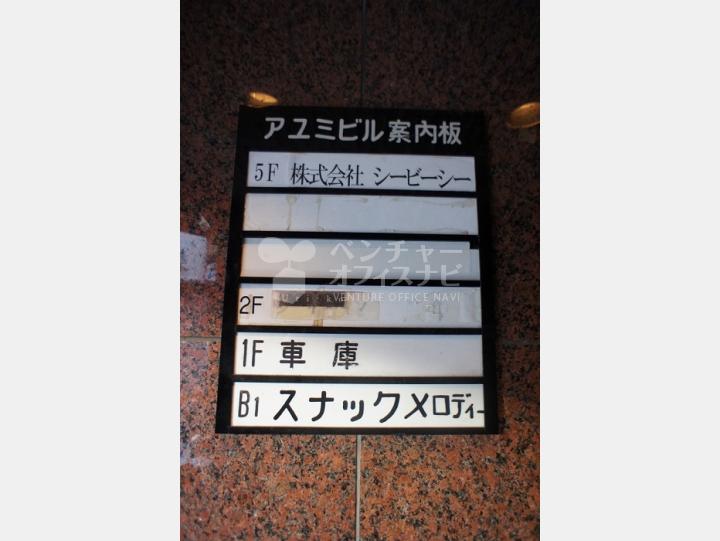 アユミビル案内板
5F 株式会社 シービーシー
ベンチャー
オフィスナビ
VENTURE OFFICE NAVI
2F
1F 車庫
B1 スナックメロディー